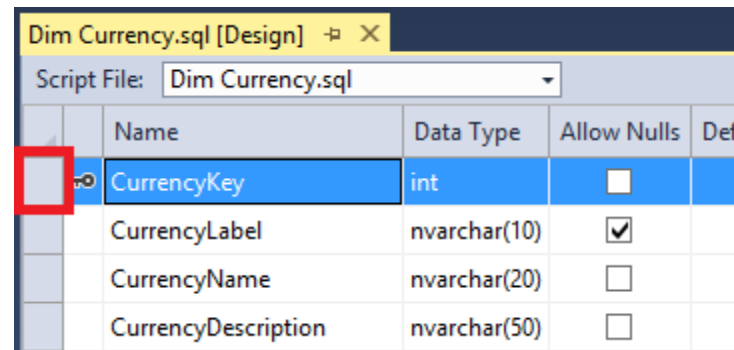 Dim Currency.sql [Design]
Script File: Dim Currency.sql
Name Data Type Allow Nulls Def
CurrencyKey int
CurrencyLabel nvarchar(10)
CurrencyName nvarchar(20)
CurrencyDescription nvarchar(50)